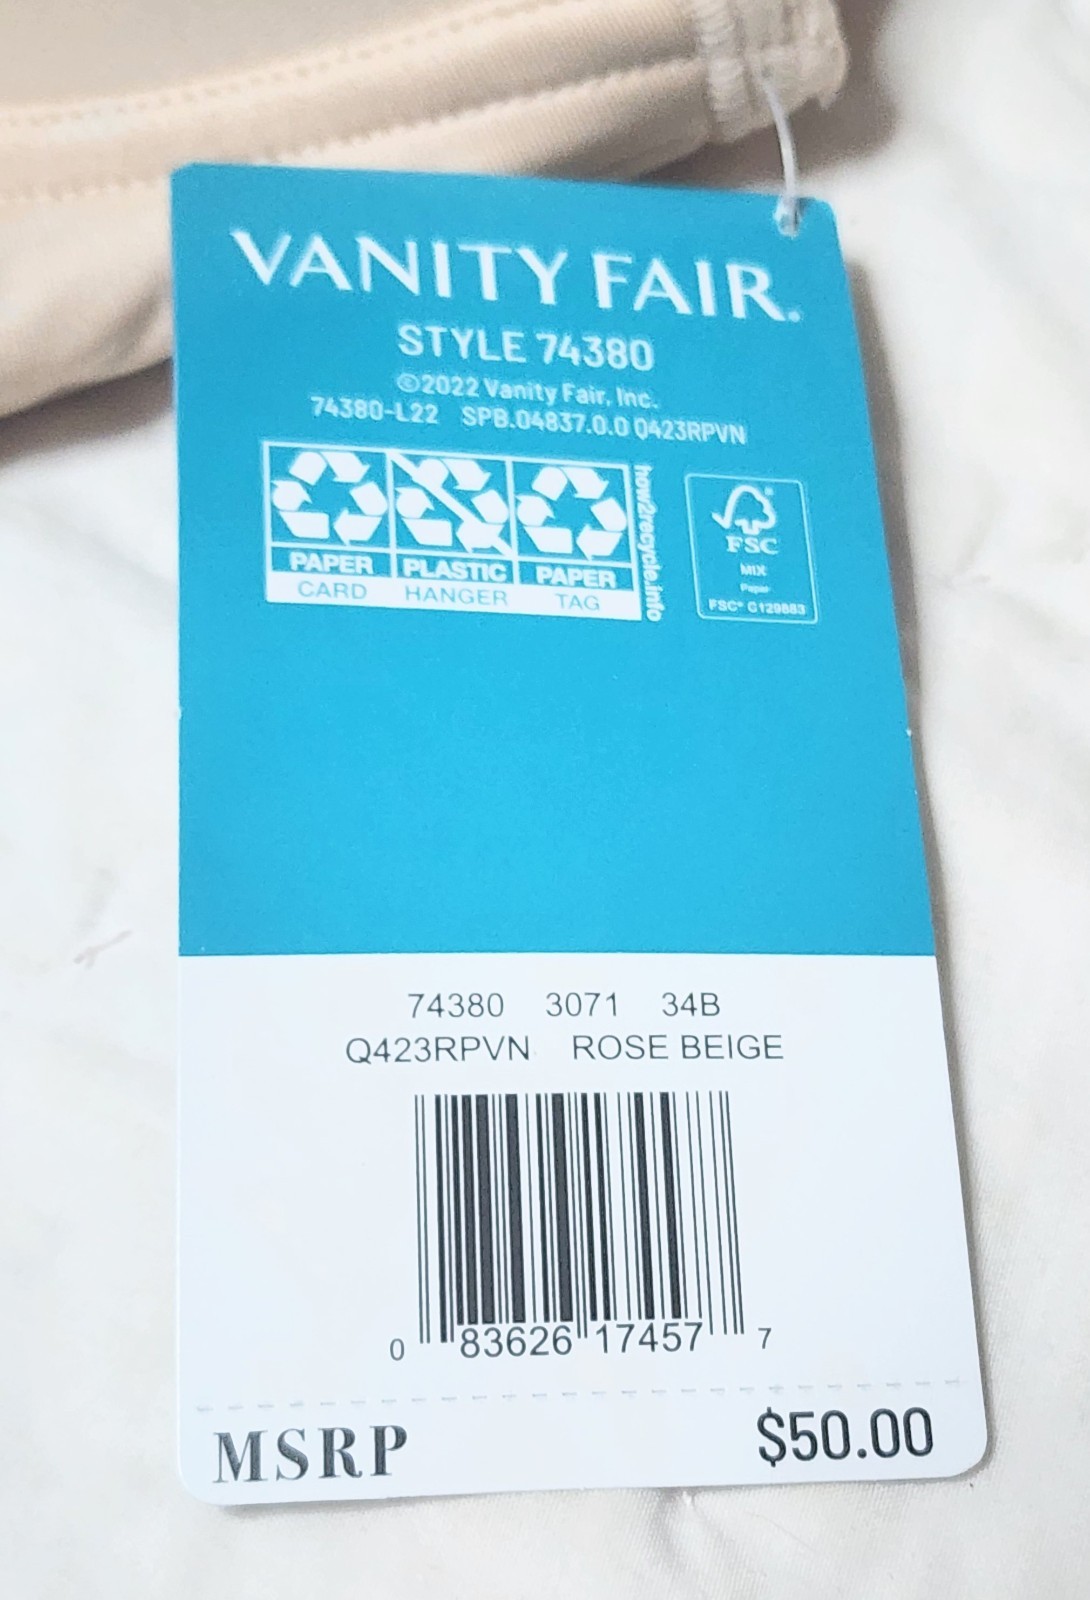 VANITY FAIR.
STYLE 74380
©2022 Vanity Fair, Inc.
74380-L22 SPB.04837.0.0 Q423RPVN
PAPER PLASTIC PAPER
CARD HANGER TAG
how2recycle.info
FSC
MIX
Paper
FSC® C129883
74380 3071 34B
Q423RPVN ROSE BEIGE
0 83626 17457 7
MSRP $50.00